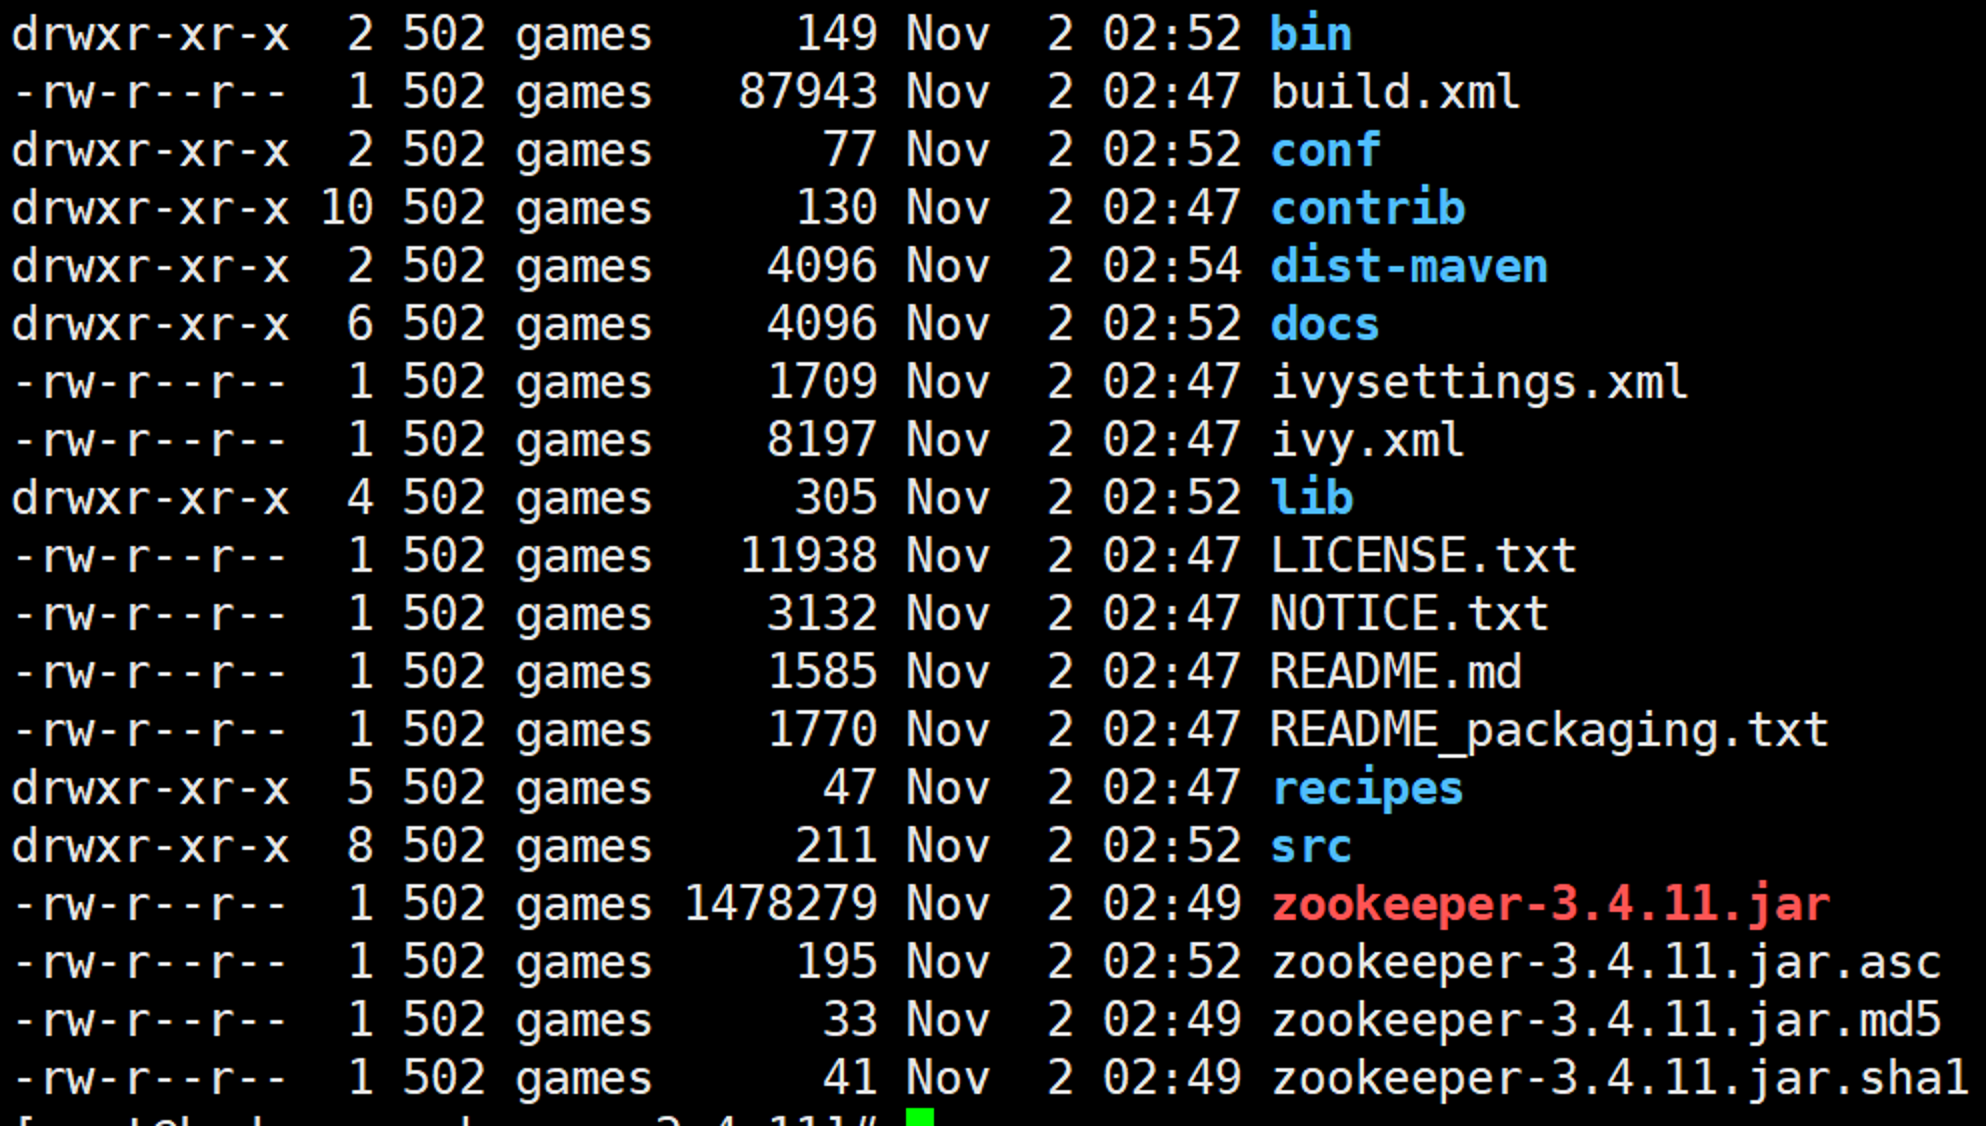 drwxr-xr-x  2 502 games     149 Nov  2 02:52 bin
-rw-r--r--  1 502 games   87943 Nov  2 02:47 build.xml
drwxr-xr-x  2 502 games      77 Nov  2 02:52 conf
drwxr-xr-x 10 502 games     130 Nov  2 02:47 contrib
drwxr-xr-x  2 502 games    4096 Nov  2 02:54 dist-maven
drwxr-xr-x  6 502 games    4096 Nov  2 02:52 docs
-rw-r--r--  1 502 games    1709 Nov  2 02:47 ivysettings.xml
-rw-r--r--  1 502 games    8197 Nov  2 02:47 ivy.xml
drwxr-xr-x  4 502 games     305 Nov  2 02:52 lib
-rw-r--r--  1 502 games   11938 Nov  2 02:47 LICENSE.txt
-rw-r--r--  1 502 games    3132 Nov  2 02:47 NOTICE.txt
-rw-r--r--  1 502 games    1585 Nov  2 02:47 README.md
-rw-r--r--  1 502 games    1770 Nov  2 02:47 README_packaging.txt
drwxr-xr-x  5 502 games      47 Nov  2 02:47 recipes
drwxr-xr-x  8 502 games     211 Nov  2 02:52 src
-rw-r--r--  1 502 games 1478279 Nov  2 02:49 zookeeper-3.4.11.jar
-rw-r--r--  1 502 games     195 Nov  2 02:52 zookeeper-3.4.11.jar.asc
-rw-r--r--  1 502 games      33 Nov  2 02:49 zookeeper-3.4.11.jar.md5
-rw-r--r--  1 502 games      41 Nov  2 02:49 zookeeper-3.4.11.jar.sha1